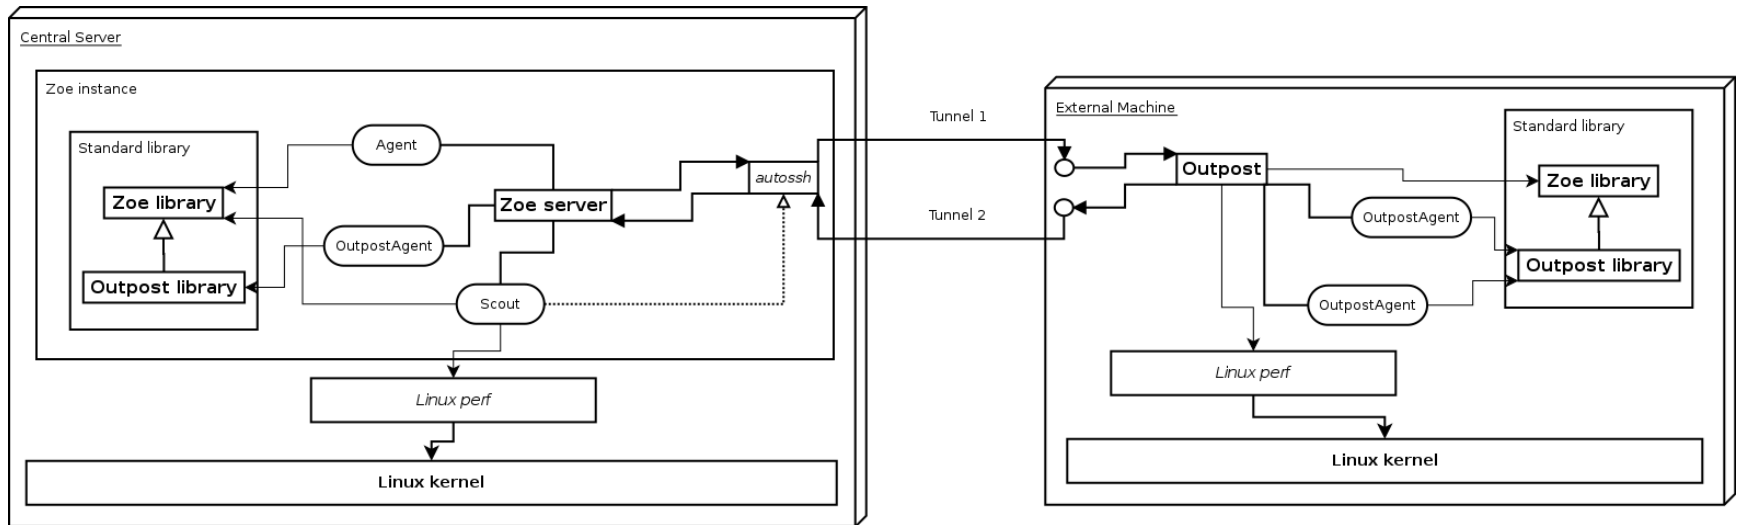 Central Server
Zoe instance
Standard library
Zoe library
Outpost library
Agent
OutpostAgent
Scout
Zoe server
autossh
Linux perf
Linux kernel
Tunnel 1
Tunnel 2
External Machine
Outpost
Standard library
Zoe library
OutpostAgent
Outpost library
OutpostAgent
Linux perf
Linux kernel